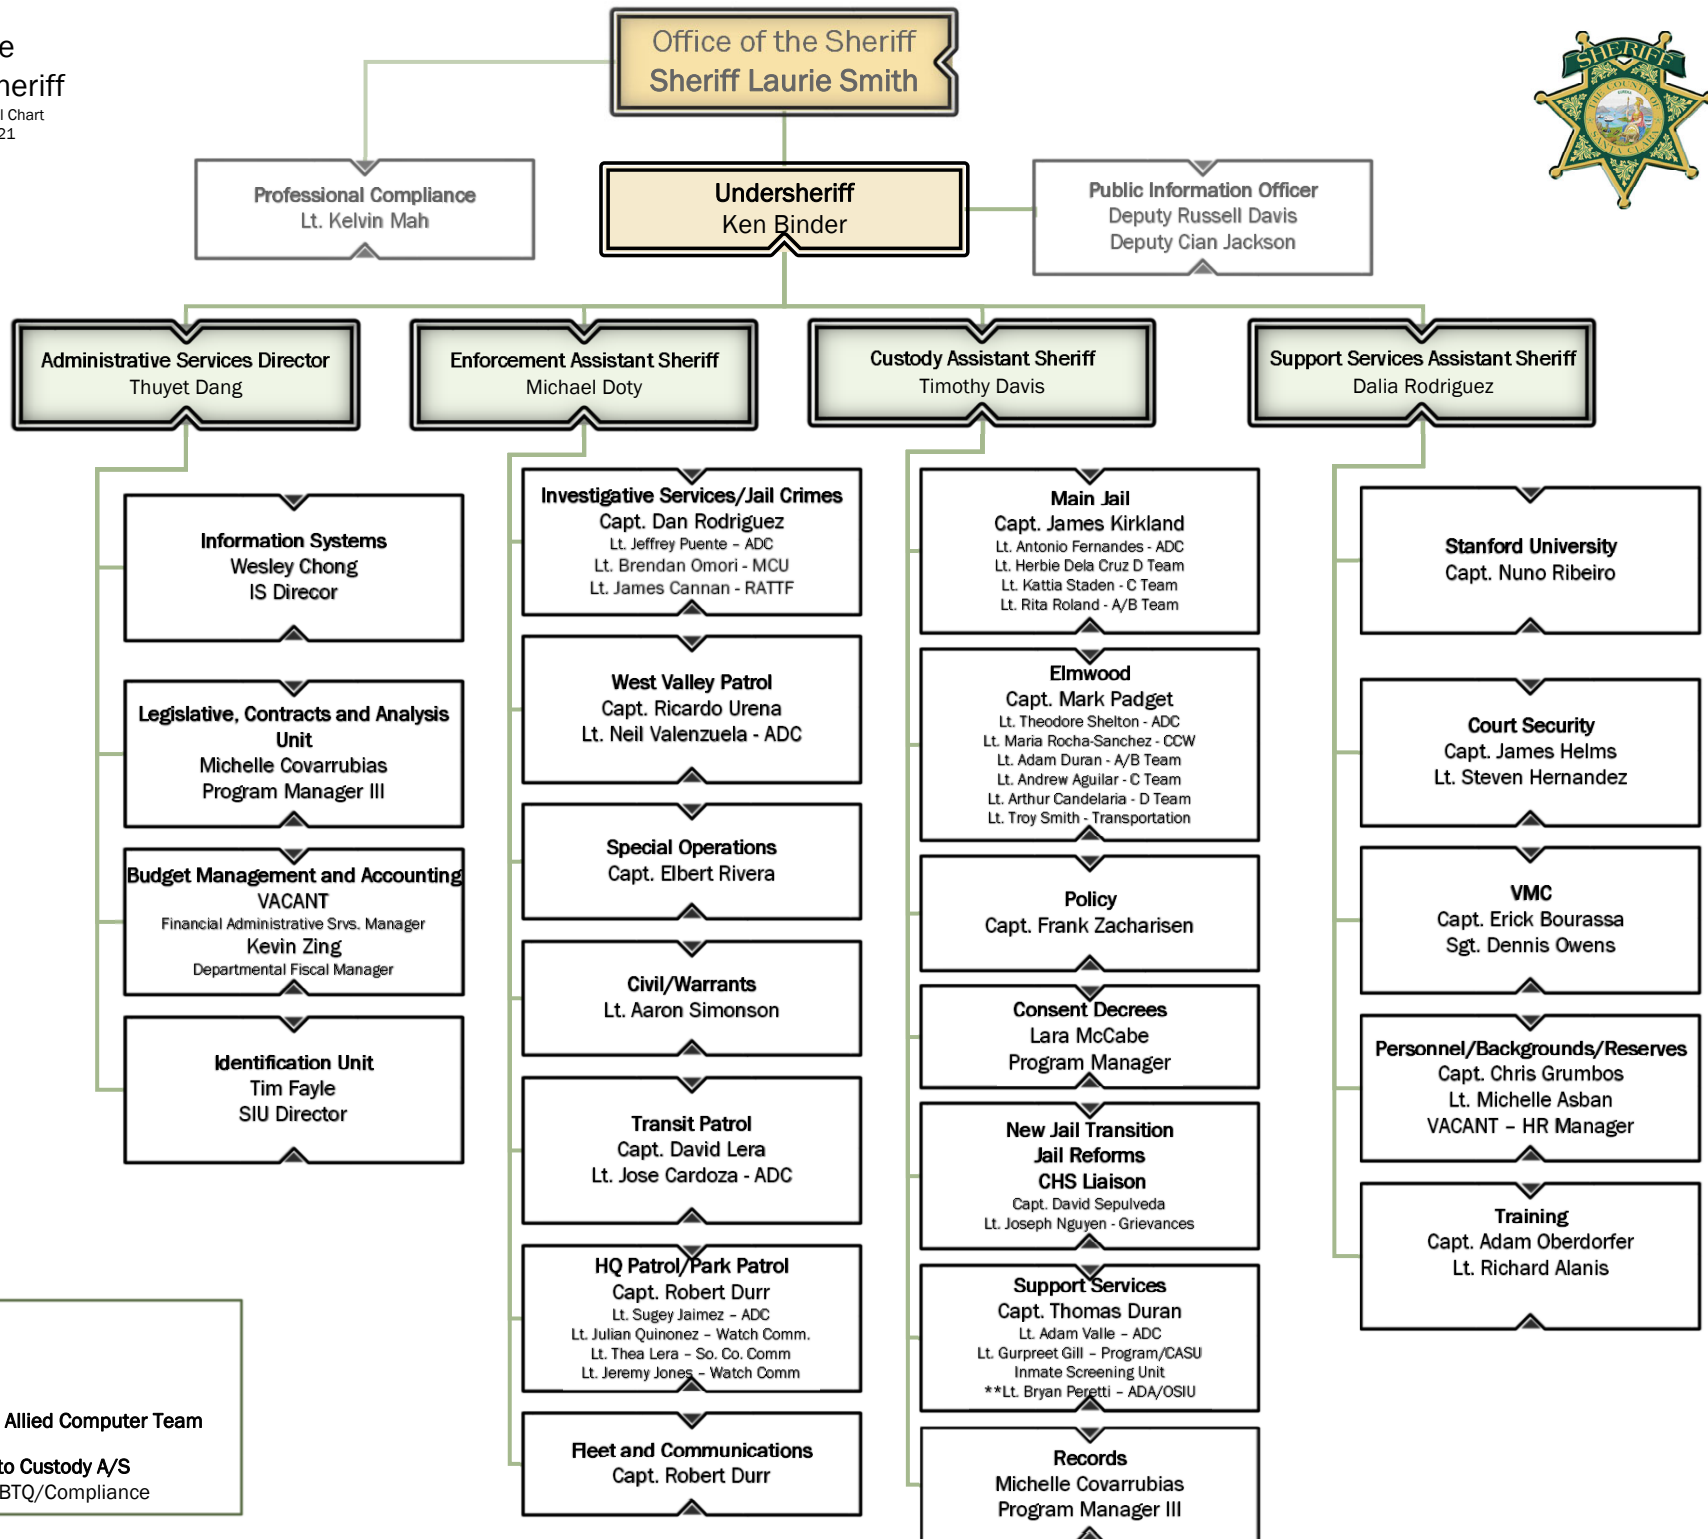 e
heriff
l Chart
21
Office of the Sheriff
Sheriff Laurie Smith
SHERIFF
THE COUNTY OF
SANTA CLARA
Professional Compliance
Lt. Kelvin Mah
Undersheriff
Ken Binder
Public Information Officer
Deputy Russell Davis
Deputy Cian Jackson
Administrative Services Director
Thuyet Dang
Enforcement Assistant Sheriff
Michael Doty
Custody Assistant Sheriff
Timothy Davis
Support Services Assistant Sheriff
Dalia Rodriguez
Information Systems
Wesley Chong
IS Direcor
Legislative, Contracts and Analysis
Unit
Michelle Covarrubias
Program Manager III
Budget Management and Accounting
VACANT
Financial Administrative Srvs. Manager
Kevin Zing
Departmental Fiscal Manager
Identification Unit
Tim Fayle
SIU Director
Investigative Services/Jail Crimes
Capt. Dan Rodriguez
Lt. Jeffrey Puente – ADC
Lt. Brendan Omori - MCU
Lt. James Cannan - RATTF
West Valley Patrol
Capt. Ricardo Urena
Lt. Neil Valenzuela - ADC
Special Operations
Capt. Elbert Rivera
Civil/Warrants
Lt. Aaron Simonson
Transit Patrol
Capt. David Lera
Lt. Jose Cardoza - ADC
HQ Patrol/Park Patrol
Capt. Robert Durr
Lt. Sugey Jaimez – ADC
Lt. Julian Quinonez – Watch Comm.
Lt. Thea Lera – So. Co. Comm
Lt. Jeremy Jones – Watch Comm
Fleet and Communications
Capt. Robert Durr
Main Jail
Capt. James Kirkland
Lt. Antonio Fernandes - ADC
Lt. Herbie Dela Cruz D Team
Lt. Kattia Staden - C Team
Lt. Rita Roland - A/B Team
Elmwood
Capt. Mark Padget
Lt. Theodore Shelton - ADC
Lt. Maria Rocha-Sanchez - CCW
Lt. Adam Duran - A/B Team
Lt. Andrew Aguilar - C Team
Lt. Arthur Candelaria - D Team
Lt. Troy Smith - Transportation
Policy
Capt. Frank Zacharisen
Consent Decrees
Lara McCabe
Program Manager
New Jail Transition
Jail Reforms
CHS Liaison
Capt. David Sepulveda
Lt. Joseph Nguyen - Grievances
Support Services
Capt. Thomas Duran
Lt. Adam Valle – ADC
Lt. Gurpreet Gill – Program/CASU
Inmate Screening Unit
**Lt. Bryan Peretti – ADA/OSIU
Records
Michelle Covarrubias
Program Manager III
Stanford University
Capt. Nuno Ribeiro
Court Security
Capt. James Helms
Lt. Steven Hernandez
VMC
Capt. Erick Bourassa
Sgt. Dennis Owens
Personnel/Backgrounds/Reserves
Capt. Chris Grumbos
Lt. Michelle Asban
VACANT – HR Manager
Training
Capt. Adam Oberdorfer
Lt. Richard Alanis
Allied Computer Team
to Custody A/S
BTQ/Compliance